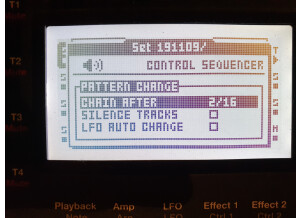 T1
Set 191109/
T2
CONTROL SEQUENCER
PATTERN CHANGE
CHAIN AFTER 2/16
T3
SILENCE TRACKS
LFO AUTO CHANGE
T4
Playback Amp LFO Effect 1 Effect 2